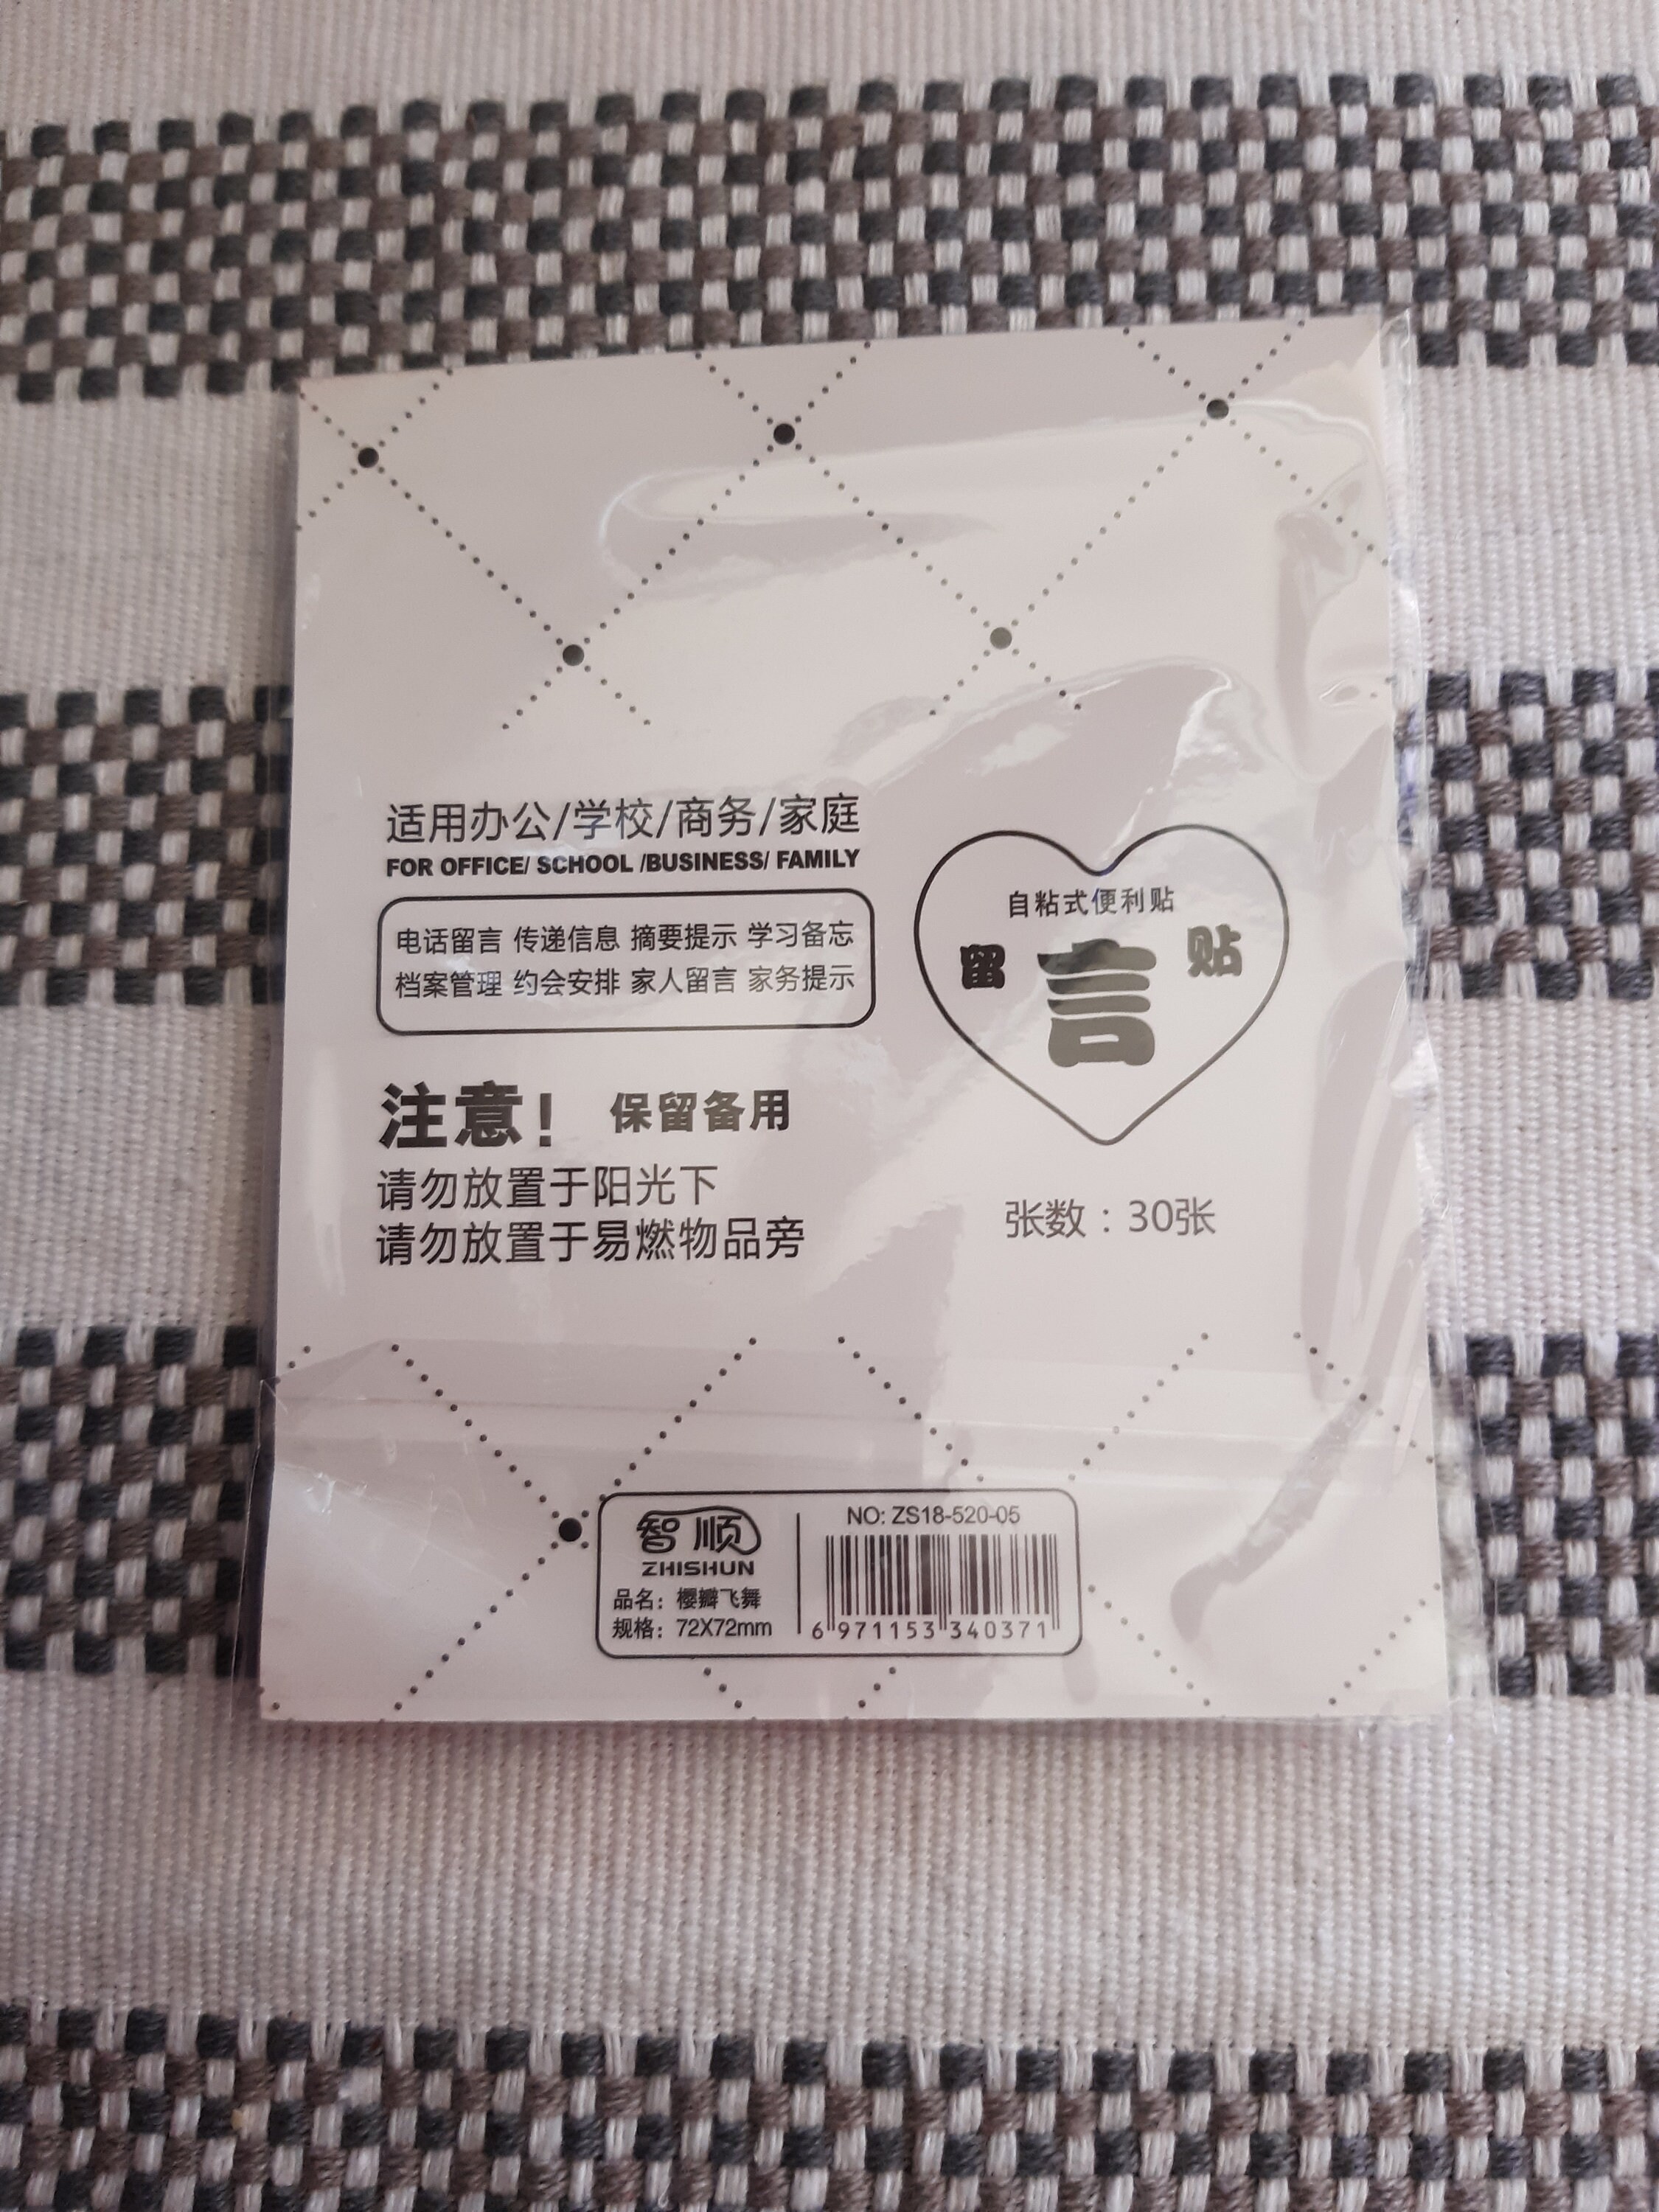 适用办公/学校/商务/家庭
FOR OFFICE/ SCHOOL /BUSINESS/ FAMILY
电话留言 传递信息 摘要提示 学习备忘
档案管理 约会安排 家人留言 家务提示
自粘式便利贴
留言贴
注意! 保留备用
请勿放置于阳光下
请勿放置于易燃物品旁
张数:30张
智顺
ZHISHUN
品名:樱瓣飞舞
规格:72X72mm
NO: ZS18-520-05
6 971153 340371